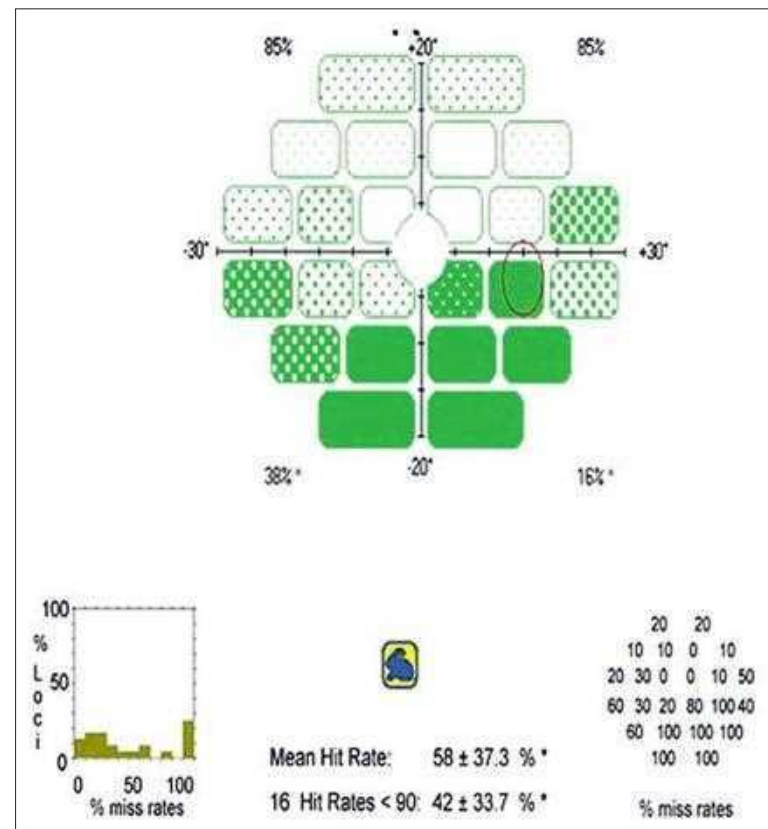 85% +20° 85%
-30° +30°
38% * -20° 16% *
100
% Loci
50
0
0 50 100
% miss rates
Mean Hit Rate: 58 ± 37.3 % *
16 Hit Rates < 90: 42 ± 33.7 % *
20 20
10 10 0 10
20 30 0 0 10 50
60 30 20 80 100 40
60 100 100 100
100 100
% miss rates